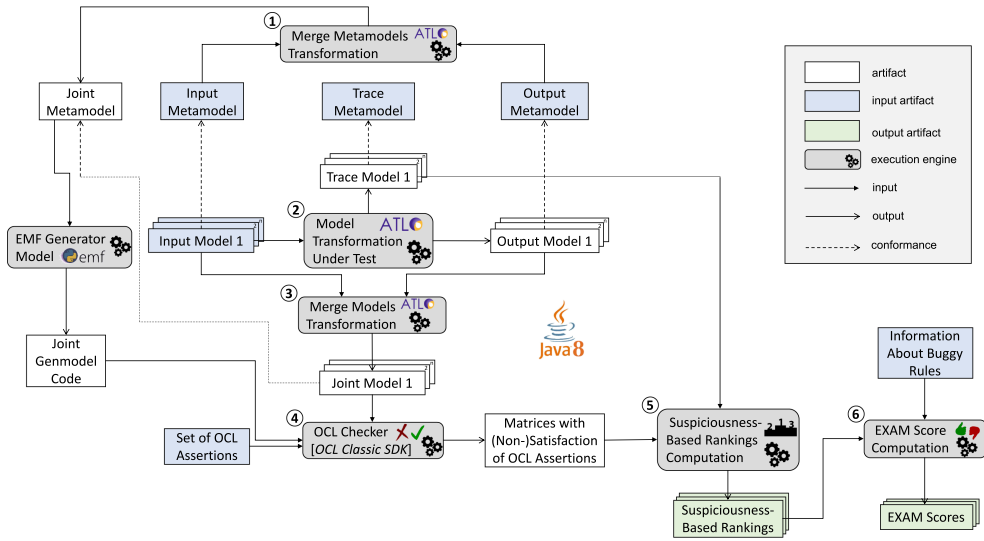 1
Merge Metamodels
Transformation
ATL
Joint
Metamodel
Input
Metamodel
Trace
Metamodel
Output
Metamodel
artifact
input artifact
output artifact
execution engine
input
output
conformance
n
2
Trace Model 1
2
Model
Transformation
Under Test
ATL
n
2
Input Model 1
n
2
Output Model 1
EMF Generator
Model
emf
3
Merge Models
Transformation
ATL
Java 8
Joint
Genmodel
Code
n
2
Joint Model 1
Information
About Buggy
Rules
4
OCL Checker
[OCL Classic SDK]
Set of OCL
Assertions
Matrices with
(Non-)Satisfaction
of OCL Assertions
5
Suspiciousness-
Based Rankings
Computation
2 1 3
6
EXAM Score
Computation
Suspiciousness-
Based Rankings
EXAM Scores